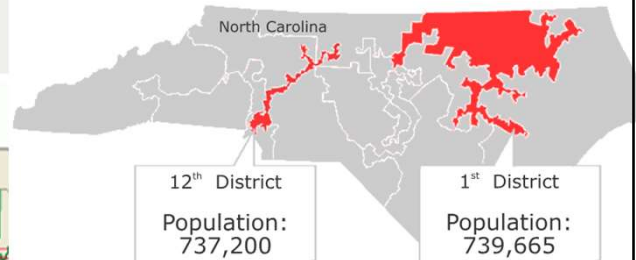 North Carolina
12th District
Population:
737,200
1st District
Population:
739,665